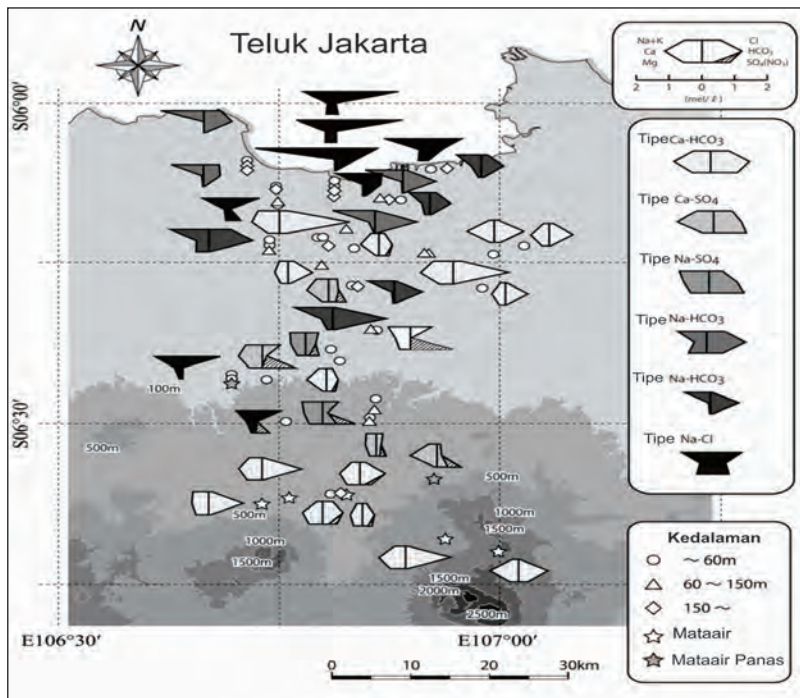 N
Teluk Jakarta
Na+K Cl
Ca HCO₃
Mg SO₄(NO₃)
2 1 0 1 2
(mel/ℓ)
S06°00′
S06°30′
Tipe Ca-HCO₃
Tipe Ca-SO₄
Tipe Na-SO₄
Tipe Na-HCO₃
Tipe Na-HCO₃
Tipe Na-Cl
100m
500m
500m
500m
1000m
1500m
1000m
1500m
1500m
2000m
2500m
Kedalaman
～ 60m
60 ～ 150m
150 ～
Mataair
Mataair Panas
E106°30′ E107°00′
0 10 20 30km